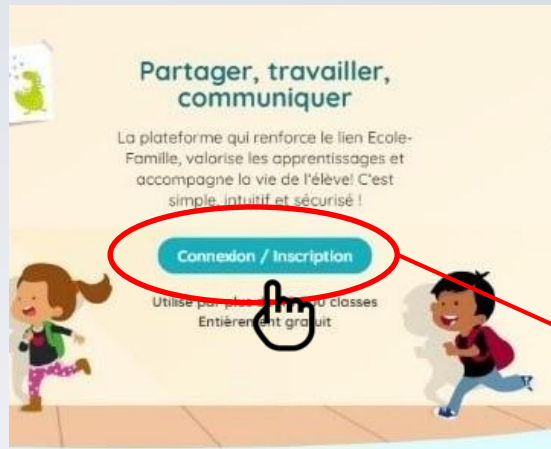 Partager, travailler,
communiquer
La plateforme qui renforce le lien Ecole-
Famille, valorise les apprentissages et
accompagne la vie de l'élève! C'est
simple, intuitif et sécurisé !
Connexion / Inscription
Utilisé par plus classes
Entièrement gratuit